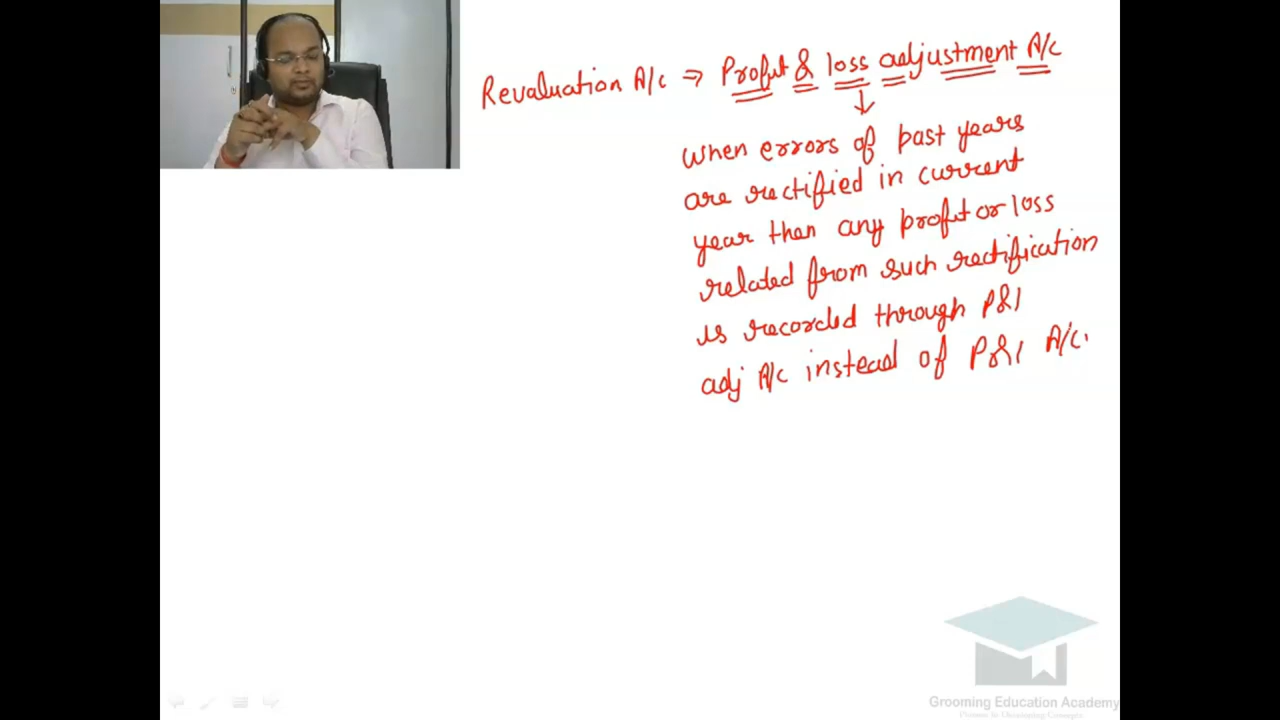 Revaluation A/c ⇒ Profit & loss adjustment A/c
When errors of past years
are rectified in current
year then any profit or loss
related from such rectification
is recorded through P&l
adj A/c instead of P&l A/c.
Grooming Education Academy